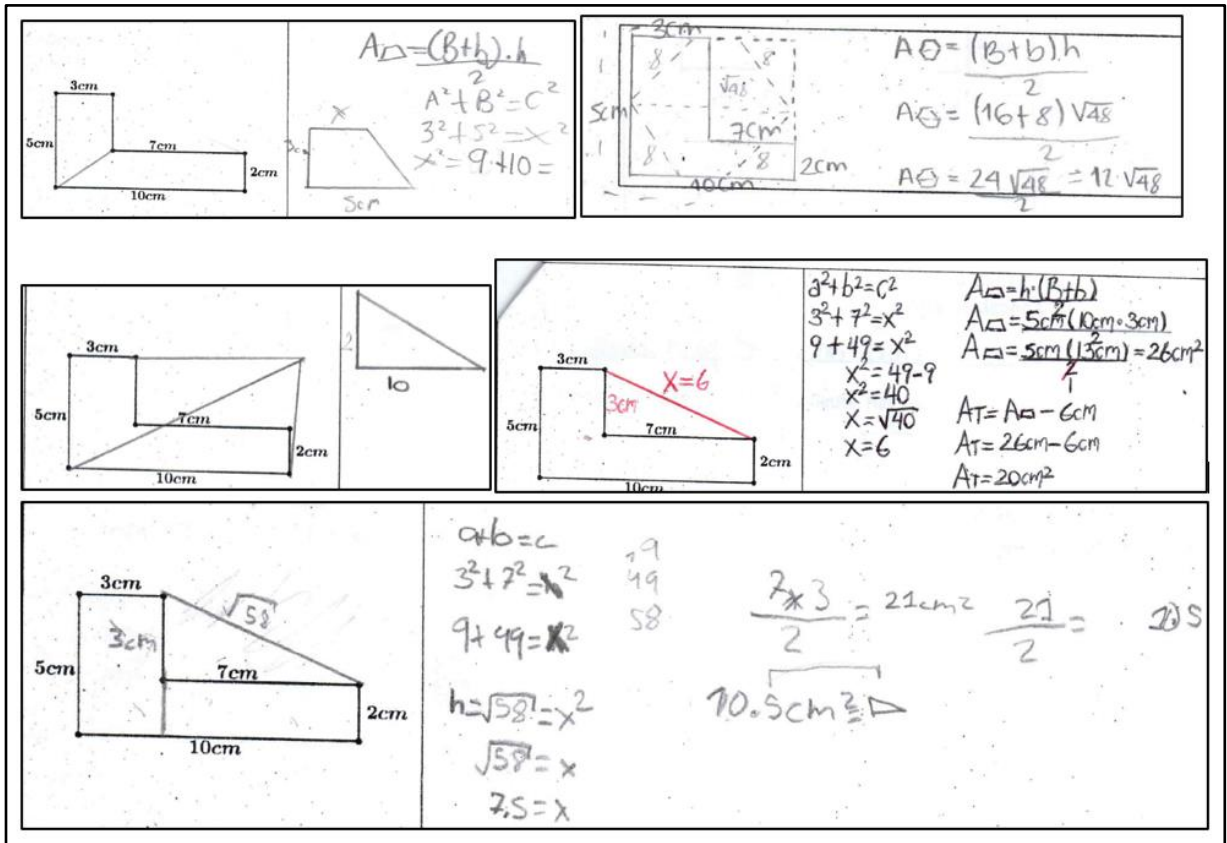 3cm
5cm
7cm
2cm
10cm
x
5cm
A⏢=(B+b).h
2
A²+B²=C²
3²+5²=x²
x²=9+10=
3cm
8
8
√48
5cm
7cm
8
8
2cm
10cm
A⬡=(B+b).h
2
A⬡=(16+8)√48
2
A⬡=24√48=12.√48
2
3cm
5cm
7cm
2cm
10cm
2
10
3cm
X=6
3cm
5cm
7cm
2cm
10cm
a²+b²=c²
3²+7²=x²
9+49=x²
x²=49-9
x²=40
x=√40
x=6
A⏢=h.(B+b)
2
A⏢=5cm(10cm·3cm)
2
A⏢=5cm(13cm)=26cm²
2
1
AT=A⏢-6cm
AT=26cm-6cm
AT=20cm²
3cm
√58
3cm
5cm
7cm
2cm
10cm
a+b=c
3²+7²=x²
9+49=x²
h=√58=x²
√58=x
7,5=x
9
49
58
7x3
2
=21cm²
21
2
=
10.5cm²=